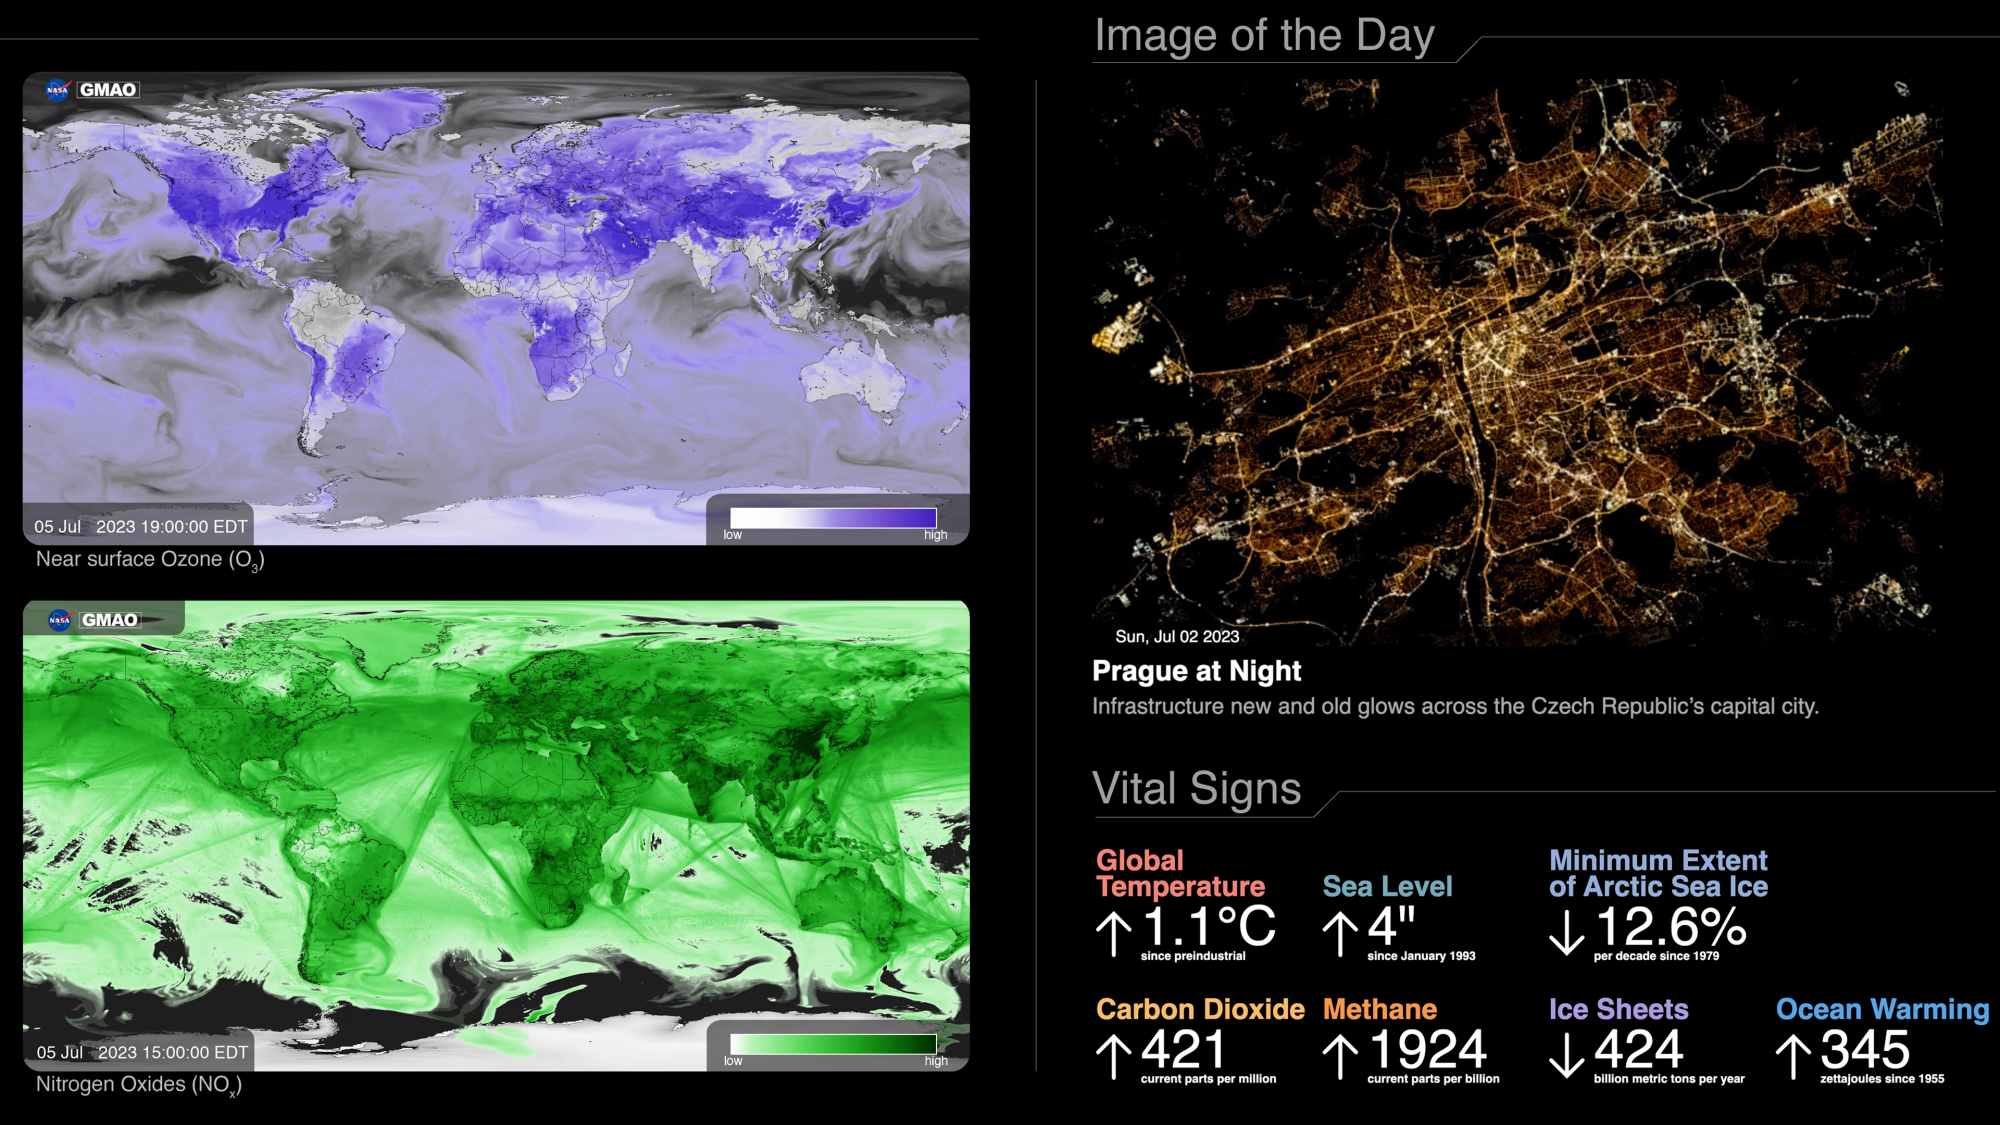 NASA GMAO
05 Jul 2023 19:00:00 EDT
low high
Near surface Ozone (O3)
NASA GMAO
05 Jul 2023 15:00:00 EDT
low high
Nitrogen Oxides (NOx)
Image of the Day
Sun, Jul 02 2023
Prague at Night
Infrastructure new and old glows across the Czech Republic’s capital city.
Vital Signs
Global
Temperature
↑ 1.1°C
since preindustrial
Sea Level
↑ 4"
since January 1993
Minimum Extent
of Arctic Sea Ice
↓ 12.6%
per decade since 1979
Carbon Dioxide
↑ 421
current parts per million
Methane
↑ 1924
current parts per billion
Ice Sheets
↓ 424
billion metric tons per year
Ocean Warming
↑ 345
zettajoules since 1955